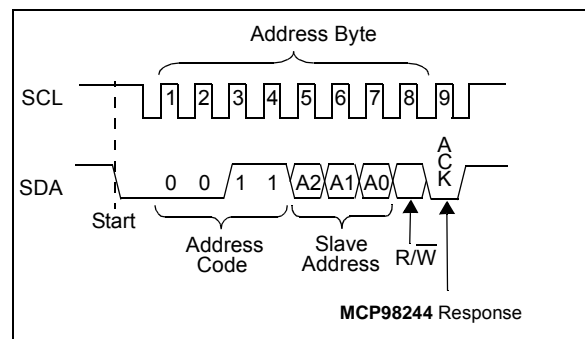 Address Byte
SCL
1 2 3 4 5 6 7 8 9
SDA
0 0 1 1 A2 A1 A0
ACK
Start
Address
Code
Slave
Address
R/W̅
MCP98244 Response